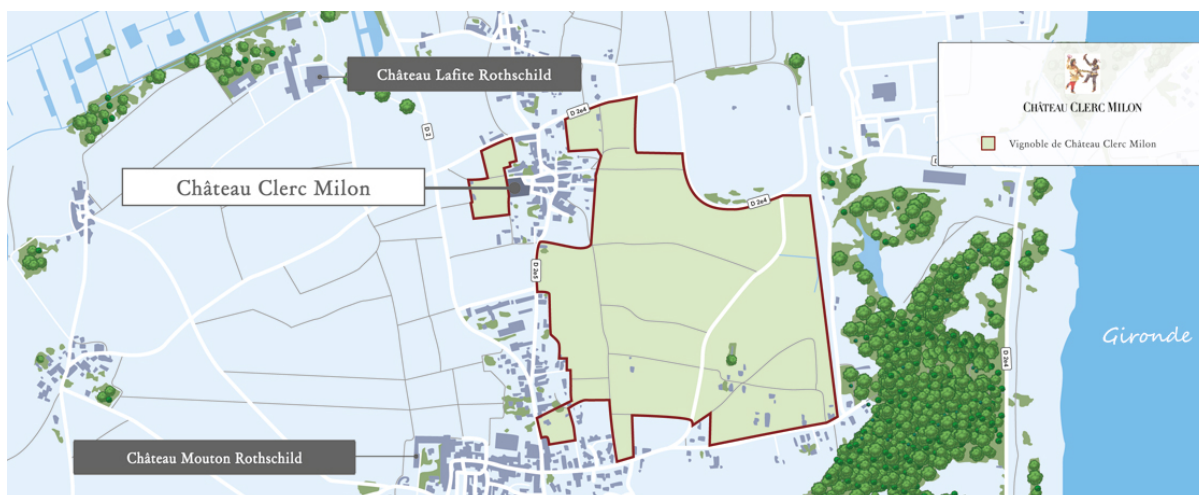 Château Lafite Rothschild
CHÂTEAU CLERC MILON
Vignoble de Château Clerc Milon
D 2e4
D 2
Château Clerc Milon
D 2e4
D 2e5
Gironde
D 2e4
Château Mouton Rothschild